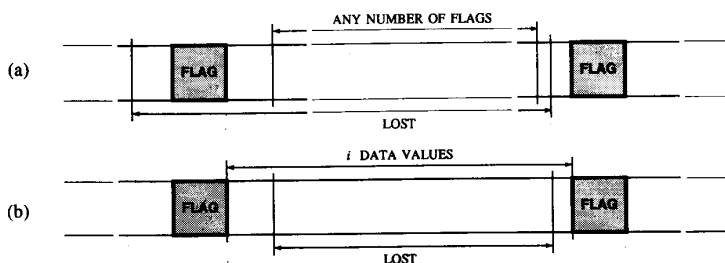 ANY NUMBER OF FLAGS
(a) FLAG FLAG
LOST
i DATA VALUES
(b) FLAG FLAG
LOST